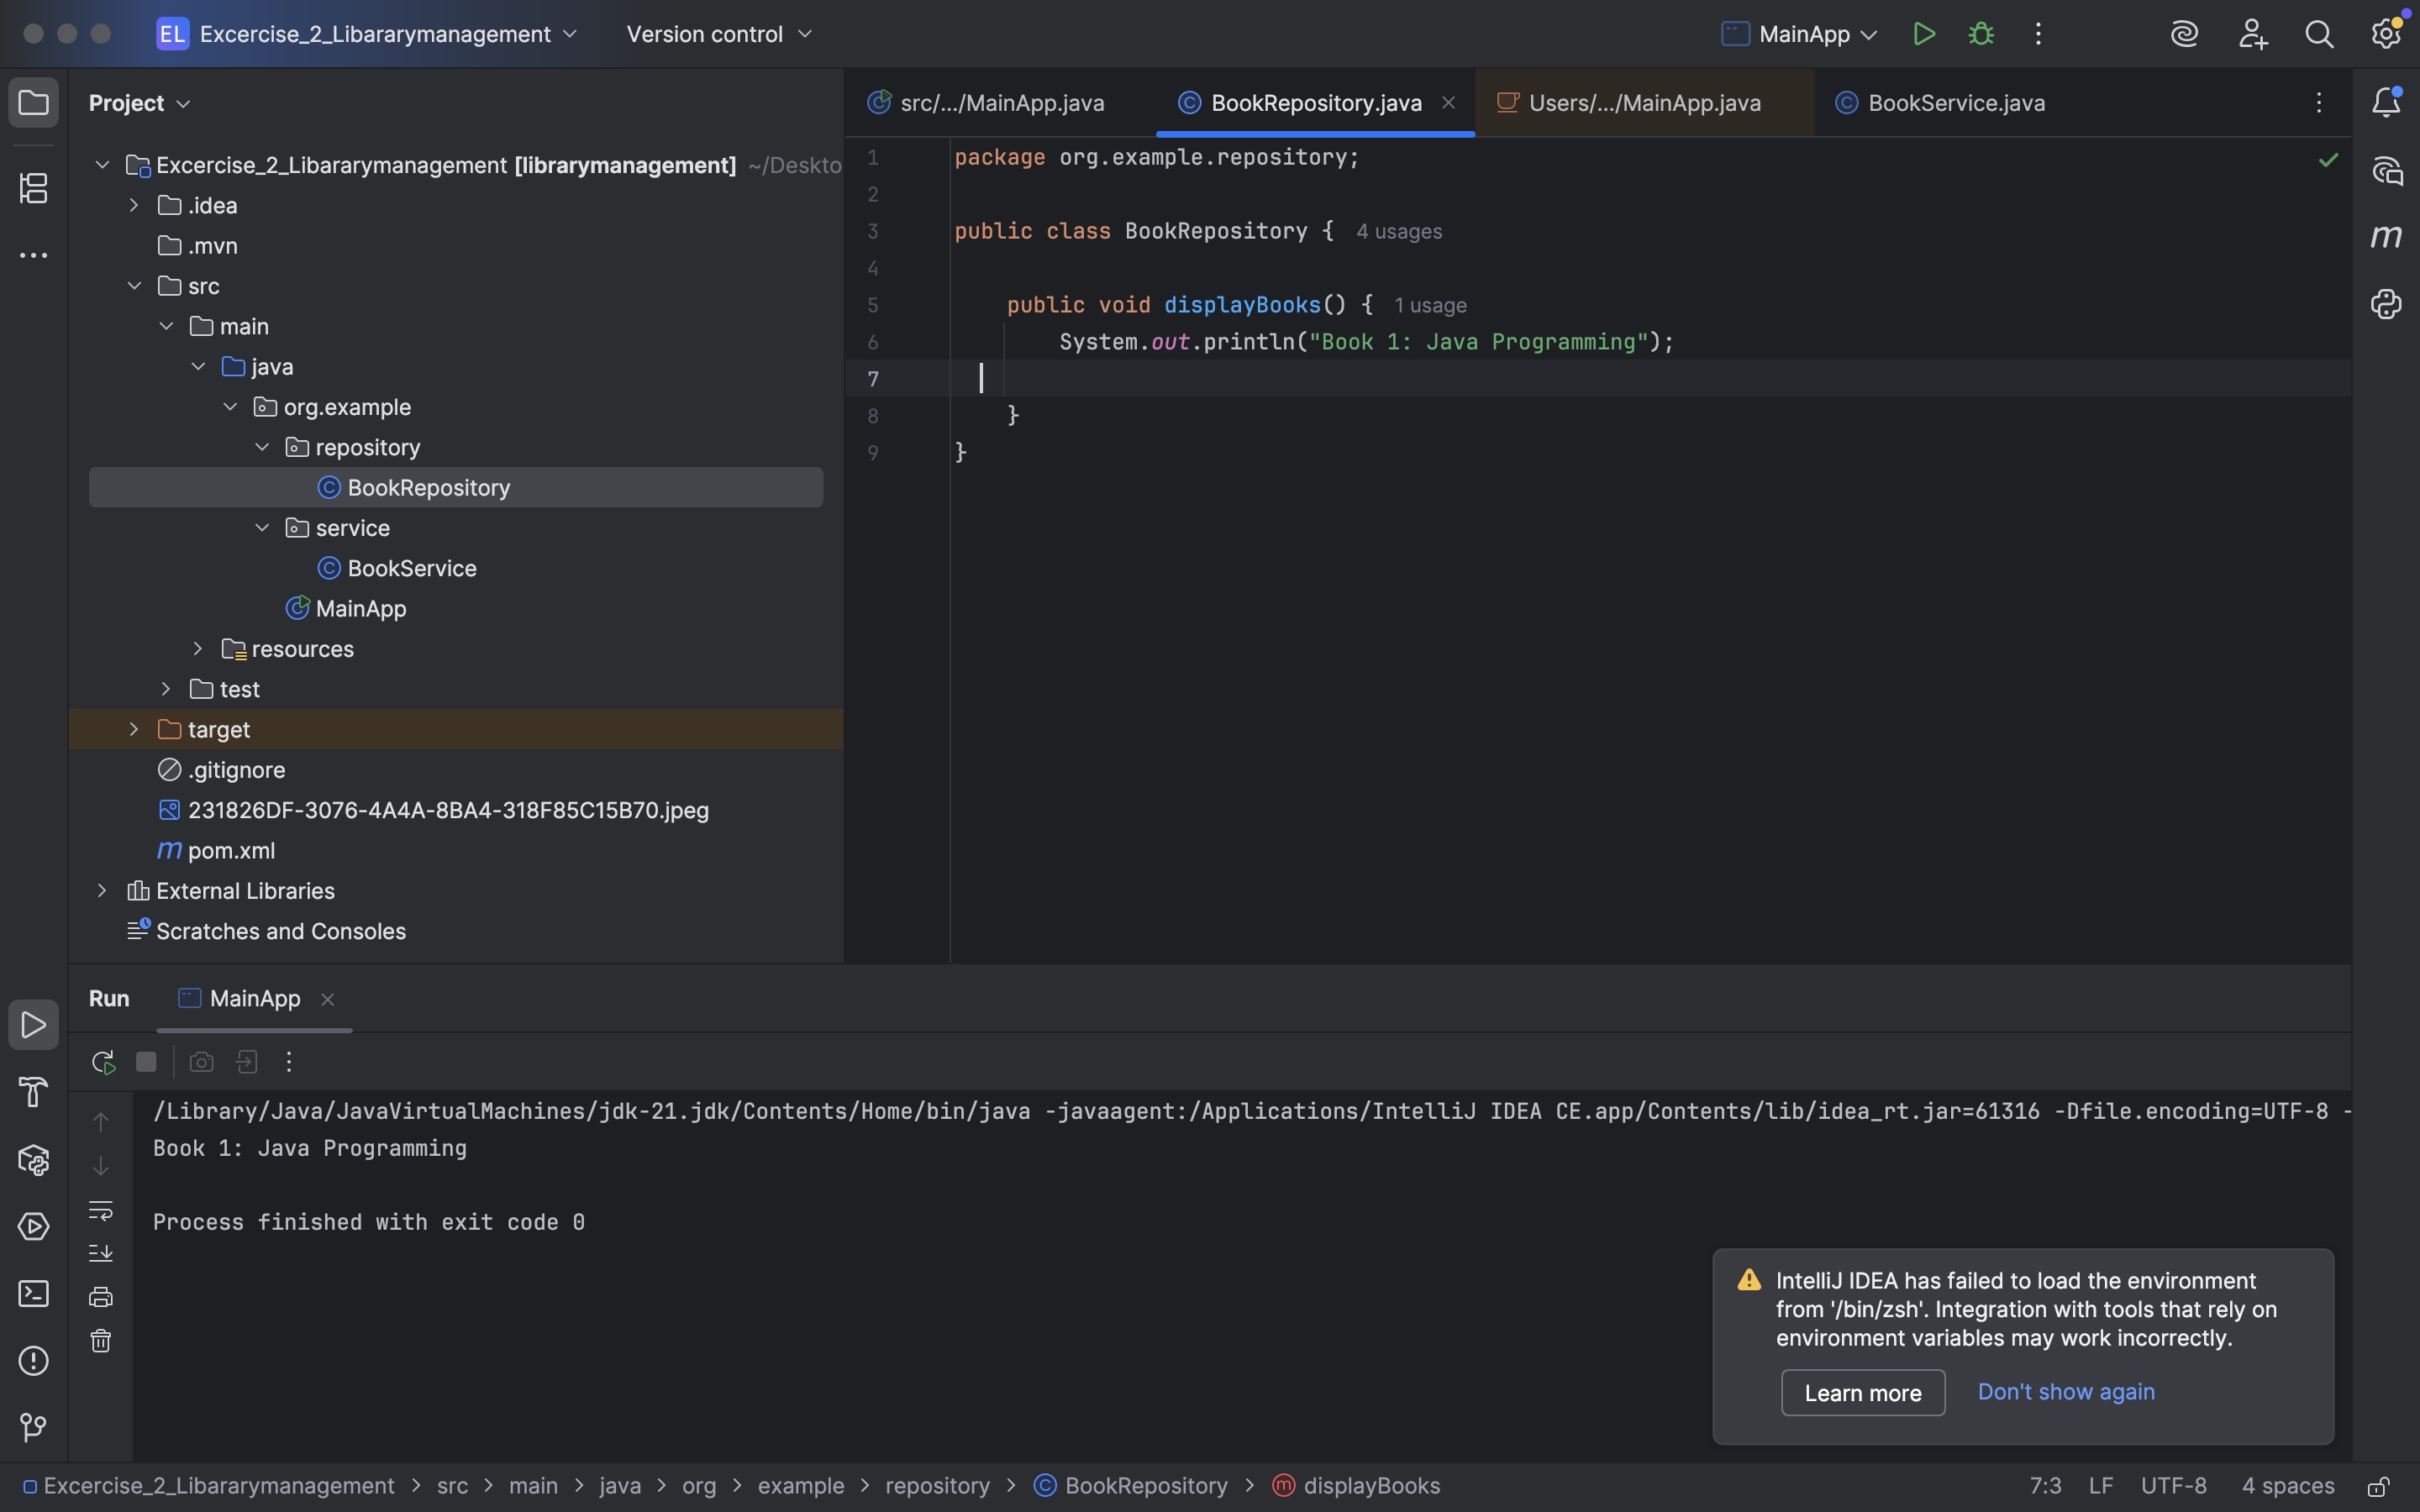 EL Excercise_2_Libararymanagement Version control MainApp
Project
Excercise_2_Libararymanagement [librarymanagement] ~/Deskto
.idea
.mvn
src
main
java
org.example
repository
BookRepository
service
BookService
MainApp
resources
test
target
.gitignore
231826DF-3076-4A4A-8BA4-318F85C15B70.jpeg
m pom.xml
External Libraries
Scratches and Consoles
src/.../MainApp.java BookRepository.java Users/.../MainApp.java BookService.java
1 package org.example.repository;
2
3 public class BookRepository { 4 usages
4
5 public void displayBooks() { 1 usage
6 System.out.println("Book 1: Java Programming");
7
8 }
9 }
Run MainApp
/Library/Java/JavaVirtualMachines/jdk-21.jdk/Contents/Home/bin/java -javaagent:/Applications/IntelliJ IDEA CE.app/Contents/lib/idea_rt.jar=61316 -Dfile.encoding=UTF-8 -
Book 1: Java Programming
Process finished with exit code 0
IntelliJ IDEA has failed to load the environment
from '/bin/zsh'. Integration with tools that rely on
environment variables may work incorrectly.
Learn more Don't show again
Excercise_2_Libararymanagement > src > main > java > org > example > repository > BookRepository > displayBooks 7:3 LF UTF-8 4 spaces